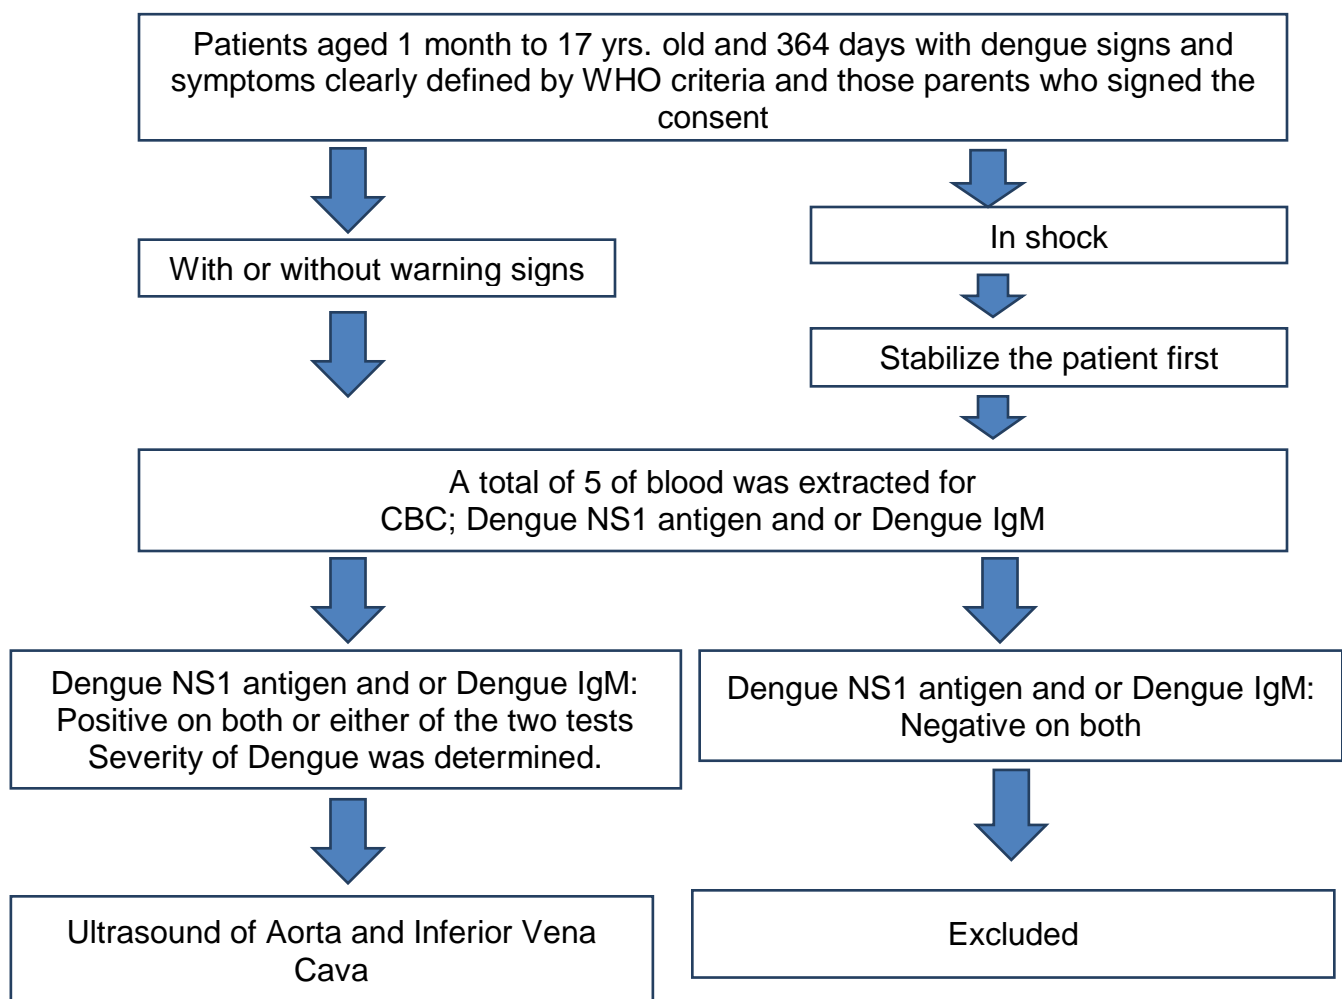 Patients aged 1 month to 17 yrs. old and 364 days with dengue signs and
symptoms clearly defined by WHO criteria and those parents who signed the
consent
With or without warning signs
In shock
Stabilize the patient first
A total of 5 of blood was extracted for
CBC; Dengue NS1 antigen and or Dengue IgM
Dengue NS1 antigen and or Dengue IgM:
Positive on both or either of the two tests
Severity of Dengue was determined.
Dengue NS1 antigen and or Dengue IgM:
Negative on both
Ultrasound of Aorta and Inferior Vena
Cava
Excluded